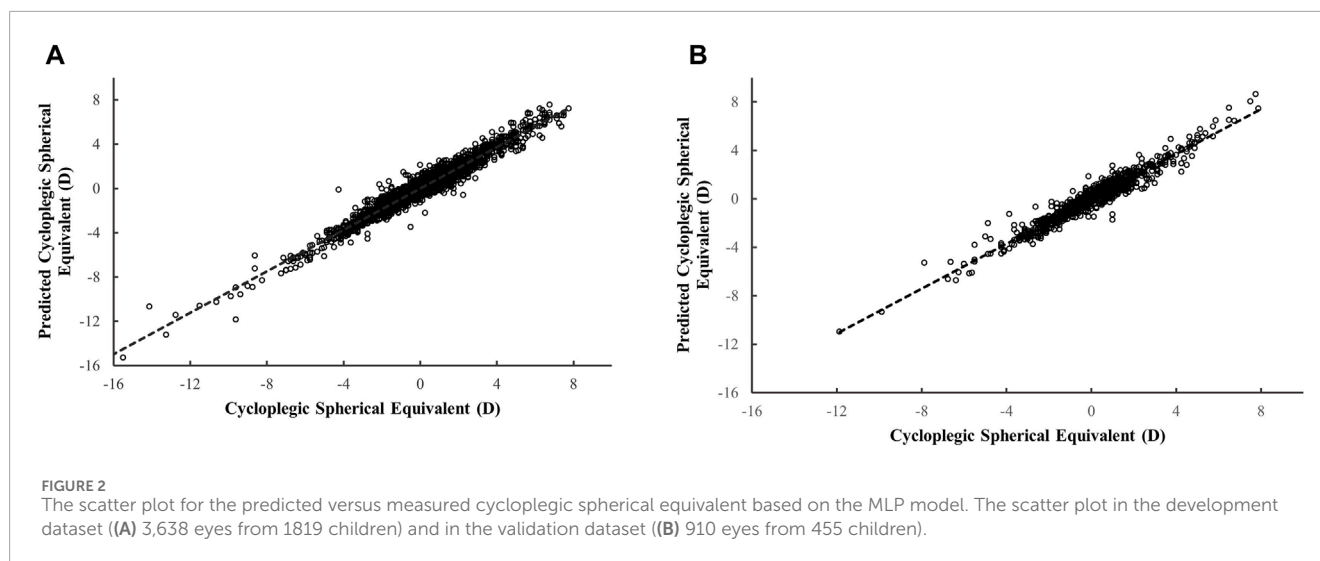 A
Predicted Cycloplegic Spherical
Equivalent (D)
8
4
0
-4
-8
-12
-16
-16
-12
-8
-4
0
4
8
Cycloplegic Spherical Equivalent (D)
B
Predicted Cycloplegic Spherical
Equivalent (D)
8
4
0
-4
-8
-12
-16
-16
-12
-8
-4
0
4
8
Cycloplegic Spherical Equivalent (D)
FIGURE 2
The scatter plot for the predicted versus measured cycloplegic spherical equivalent based on the MLP model. The scatter plot in the development
dataset ((A) 3,638 eyes from 1819 children) and in the validation dataset ((B) 910 eyes from 455 children).